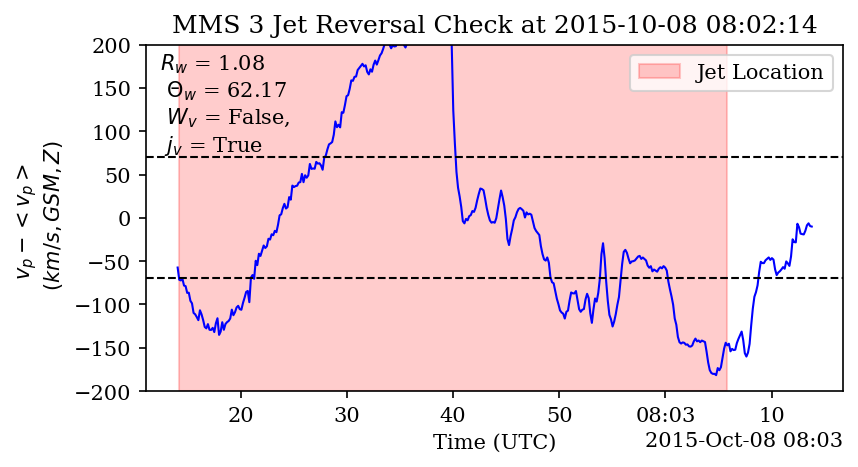 MMS 3 Jet Reversal Check at 2015-10-08 08:02:14
R_w = 1.08
Θ_w = 62.17
W_v = False,
j_v = True
Jet Location
200
150
100
50
0
−50
−100
−150
−200
v_p − < v_p >
(km/s, GSM, Z)
20
30
40
50
08:03
10
Time (UTC)
2015-Oct-08 08:03